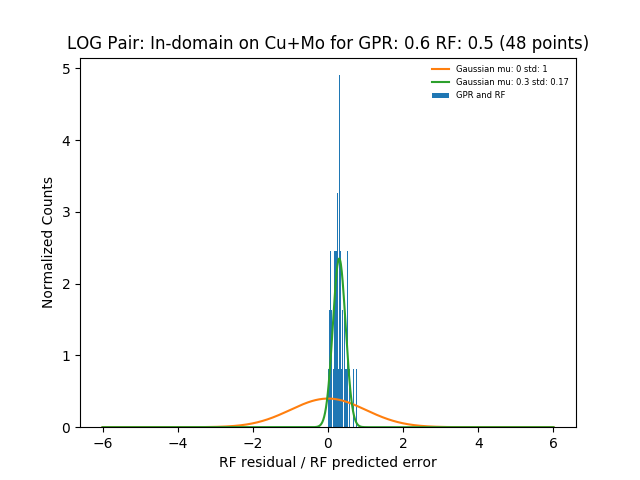 LOG Pair: In-domain on Cu+Mo for GPR: 0.6 RF: 0.5 (48 points)
Gaussian mu: 0 std: 1
Gaussian mu: 0.3 std: 0.17
GPR and RF
Normalized Counts
5
4
3
2
1
0
−6 −4 −2 0 2 4 6
RF residual / RF predicted error